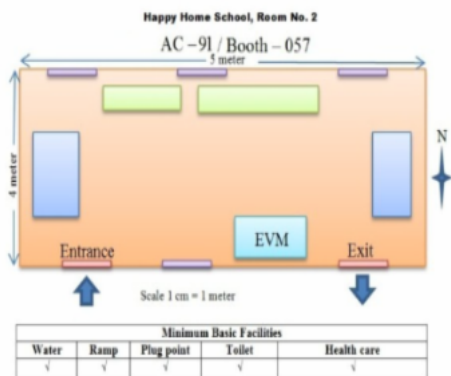 Happy Home School, Room No. 2
AC –91 / Booth – 057
5 meter
4 meter
N
EVM
Entrance
Exit
Scale 1 cm = 1 meter
Minimum Basic Facilities
Water Ramp Plug point Toilet Health care
√ √ √ √ √